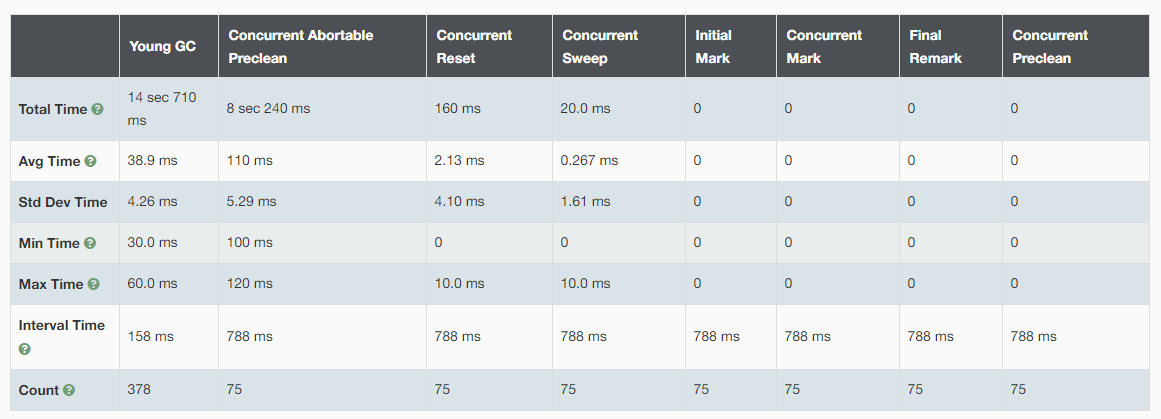 Young GC
Concurrent Abortable
Preclean
Concurrent
Reset
Concurrent
Sweep
Initial
Mark
Concurrent
Mark
Final
Remark
Concurrent
Preclean
Total Time ?
14 sec 710
ms
8 sec 240 ms
160 ms
20.0 ms
0
0
0
0
Avg Time ?
38.9 ms
110 ms
2.13 ms
0.267 ms
0
0
0
0
Std Dev Time
4.26 ms
5.29 ms
4.10 ms
1.61 ms
0
0
0
0
Min Time ?
30.0 ms
100 ms
0
0
0
0
0
0
Max Time ?
60.0 ms
120 ms
10.0 ms
10.0 ms
0
0
0
0
Interval Time
?
158 ms
788 ms
788 ms
788 ms
788 ms
788 ms
788 ms
788 ms
Count ?
378
75
75
75
75
75
75
75